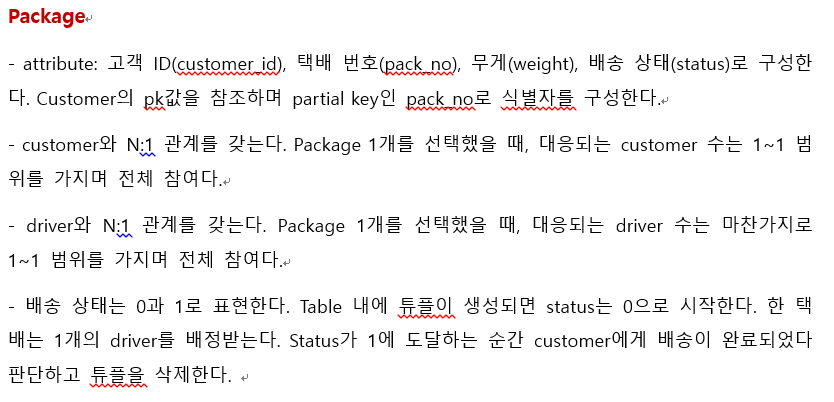 Package
- attribute: 고객 ID(customer_id), 택배 번호(pack_no), 무게(weight), 배송 상태(status)로 구성한
다. Customer의 pk값을 참조하며 partial key인 pack_no로 식별자를 구성한다.
- customer와 N:1 관계를 갖는다. Package 1개를 선택했을 때, 대응되는 customer 수는 1~1 범
위를 가지며 전체 참여다.
- driver와 N:1 관계를 갖는다. Package 1개를 선택했을 때, 대응되는 driver 수는 마찬가지로
1~1 범위를 가지며 전체 참여다.
- 배송 상태는 0과 1로 표현한다. Table 내에 튜플이 생성되면 status는 0으로 시작한다. 한 택
배는 1개의 driver를 배정받는다. Status가 1에 도달하는 순간 customer에게 배송이 완료되었다
판단하고 튜플을 삭제한다.